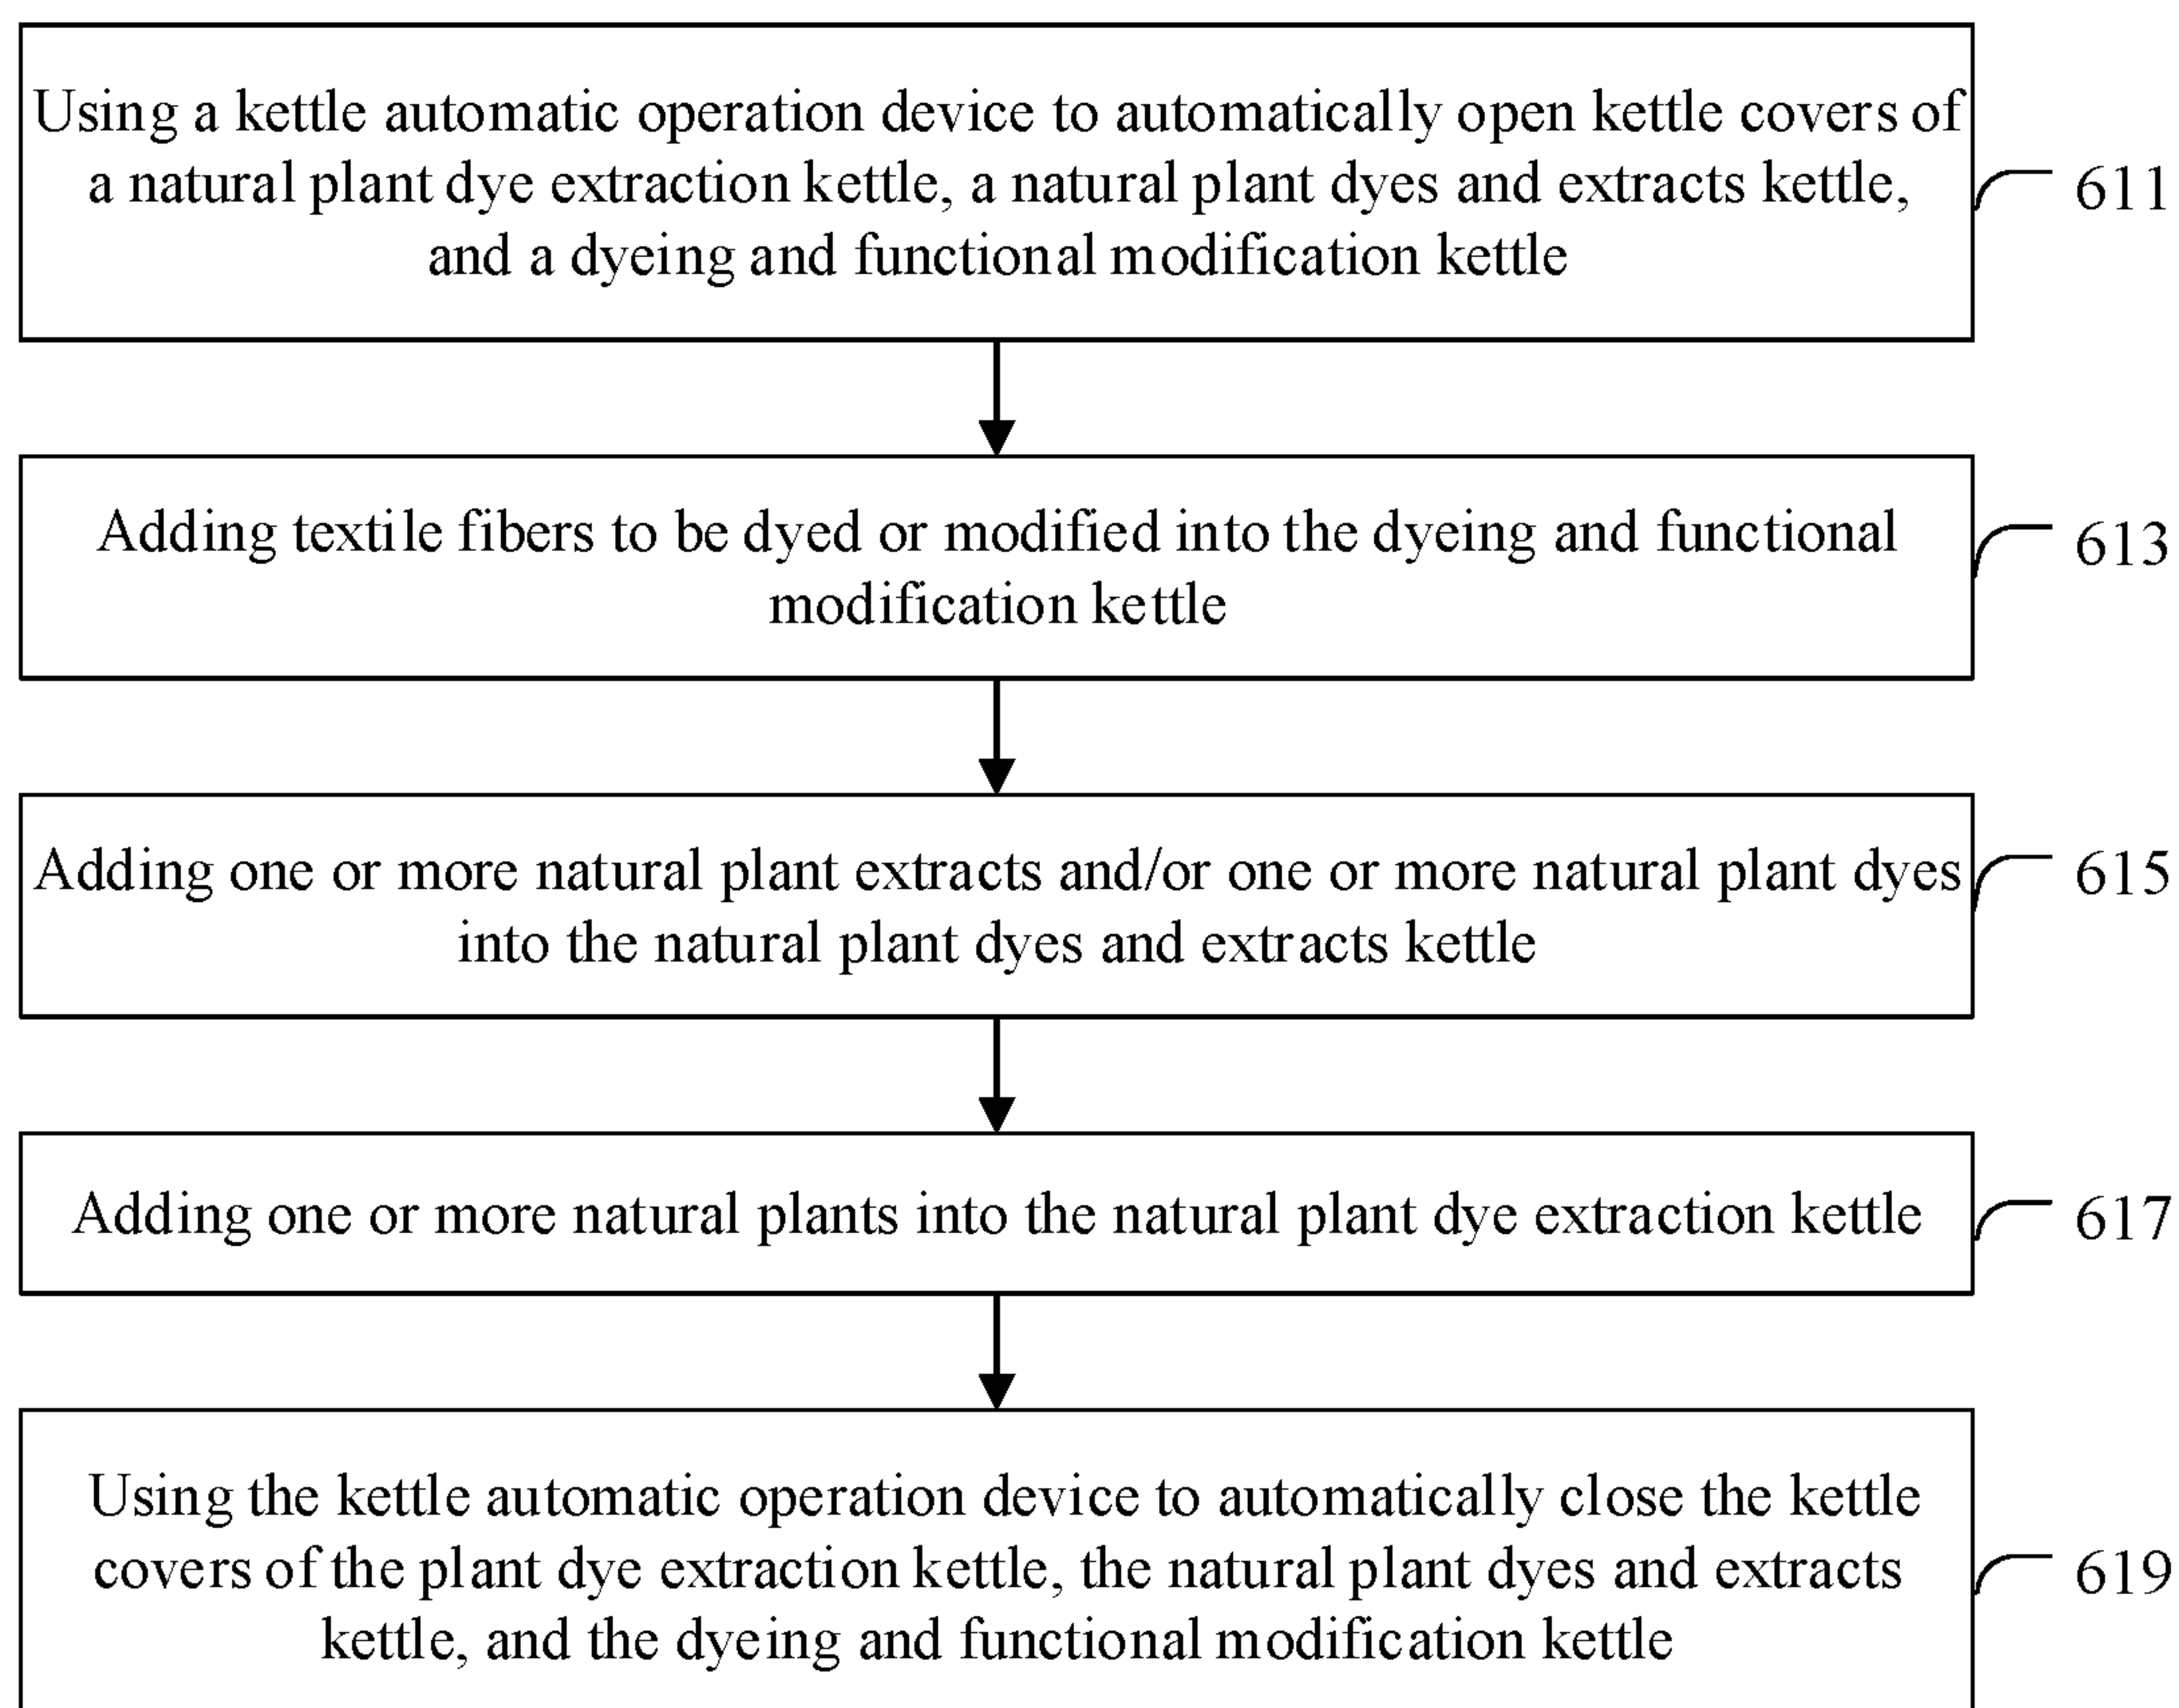 Using a kettle automatic operation device to automatically open kettle covers of
a natural plant dye extraction kettle, a natural plant dyes and extracts kettle,
and a dyeing and functional modification kettle
611
Adding textile fibers to be dyed or modified into the dyeing and functional
modification kettle
613
Adding one or more natural plant extracts and/or one or more natural plant dyes
into the natural plant dyes and extracts kettle
615
Adding one or more natural plants into the natural plant dye extraction kettle
617
Using the kettle automatic operation device to automatically close the kettle
covers of the plant dye extraction kettle, the natural plant dyes and extracts
kettle, and the dyeing and functional modification kettle
619